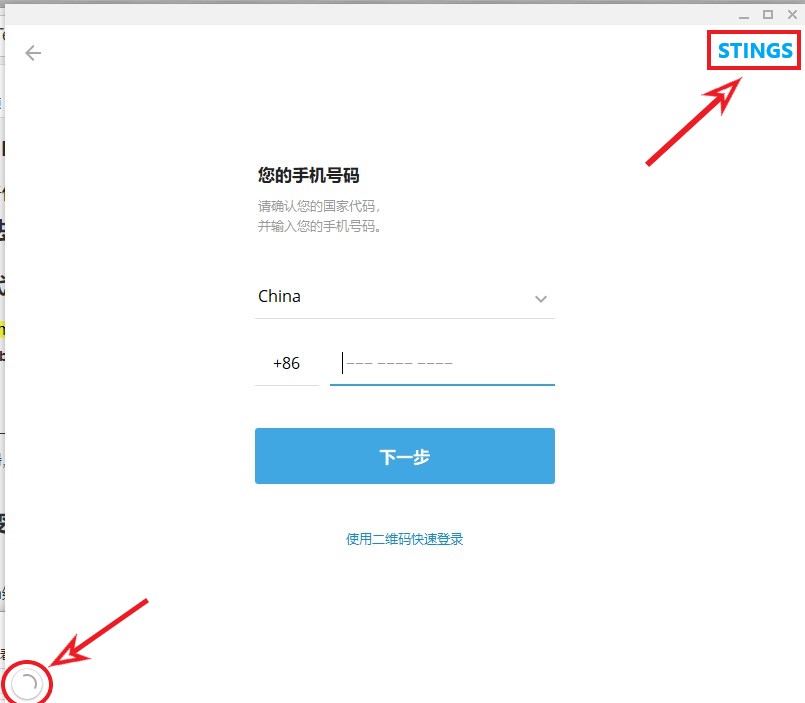 STINGS
您的手机号码
请确认您的国家代码，
并输入您的手机号码。
China
+86
下一步
使用二维码快速登录